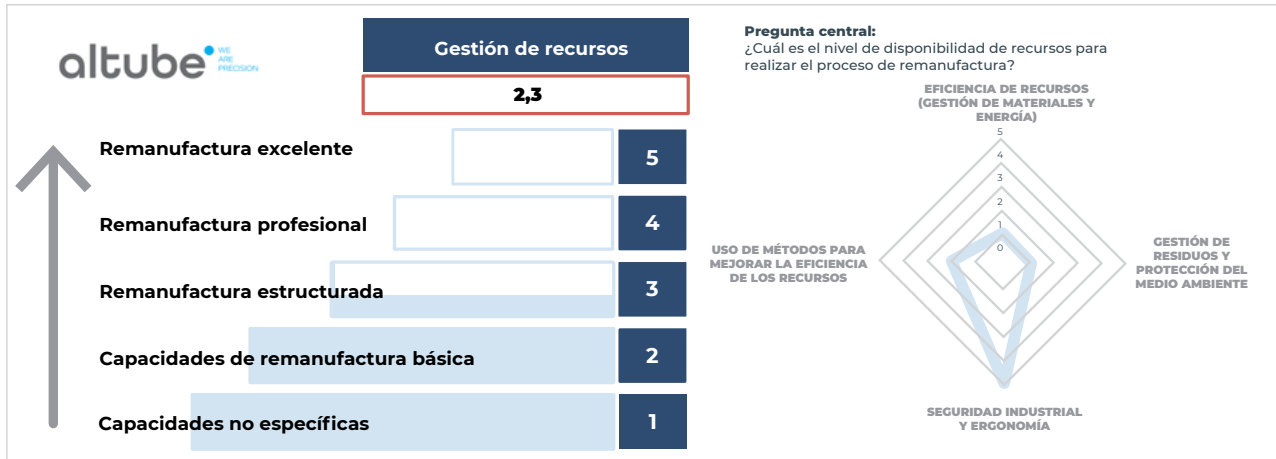 altube
WE
ARE
PRECISION
Gestión de recursos
2,3
Remanufactura excelente
5
Remanufactura profesional
4
Remanufactura estructurada
3
Capacidades de remanufactura básica
2
Capacidades no específicas
1
Pregunta central:
¿Cuál es el nivel de disponibilidad de recursos para
realizar el proceso de remanufactura?
EFICIENCIA DE RECURSOS
(GESTIÓN DE MATERIALES Y
ENERGÍA)
5
4
3
2
1
0
USO DE MÉTODOS PARA
MEJORAR LA EFICIENCIA
DE LOS RECURSOS
GESTIÓN DE
RESIDUOS Y
PROTECCIÓN DEL
MEDIO AMBIENTE
SEGURIDAD INDUSTRIAL
Y ERGONOMÍA